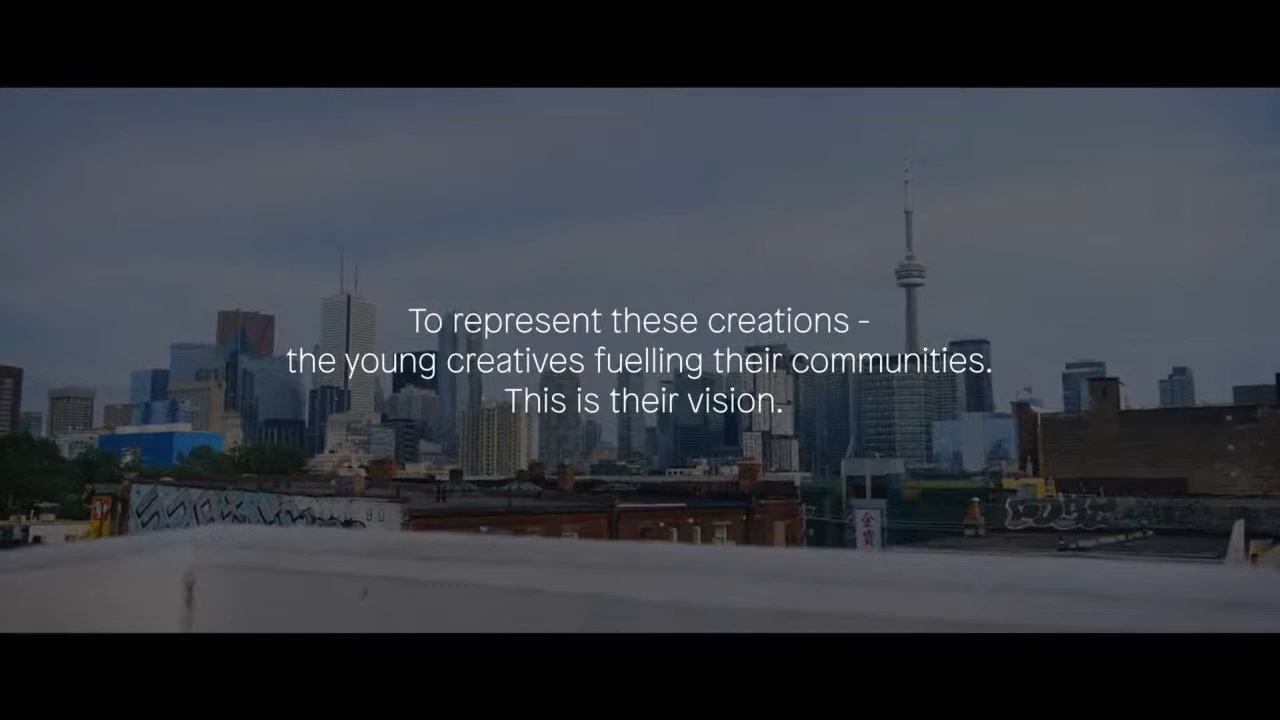 To represent these creations -
the young creatives fuelling their communities.
This is their vision.